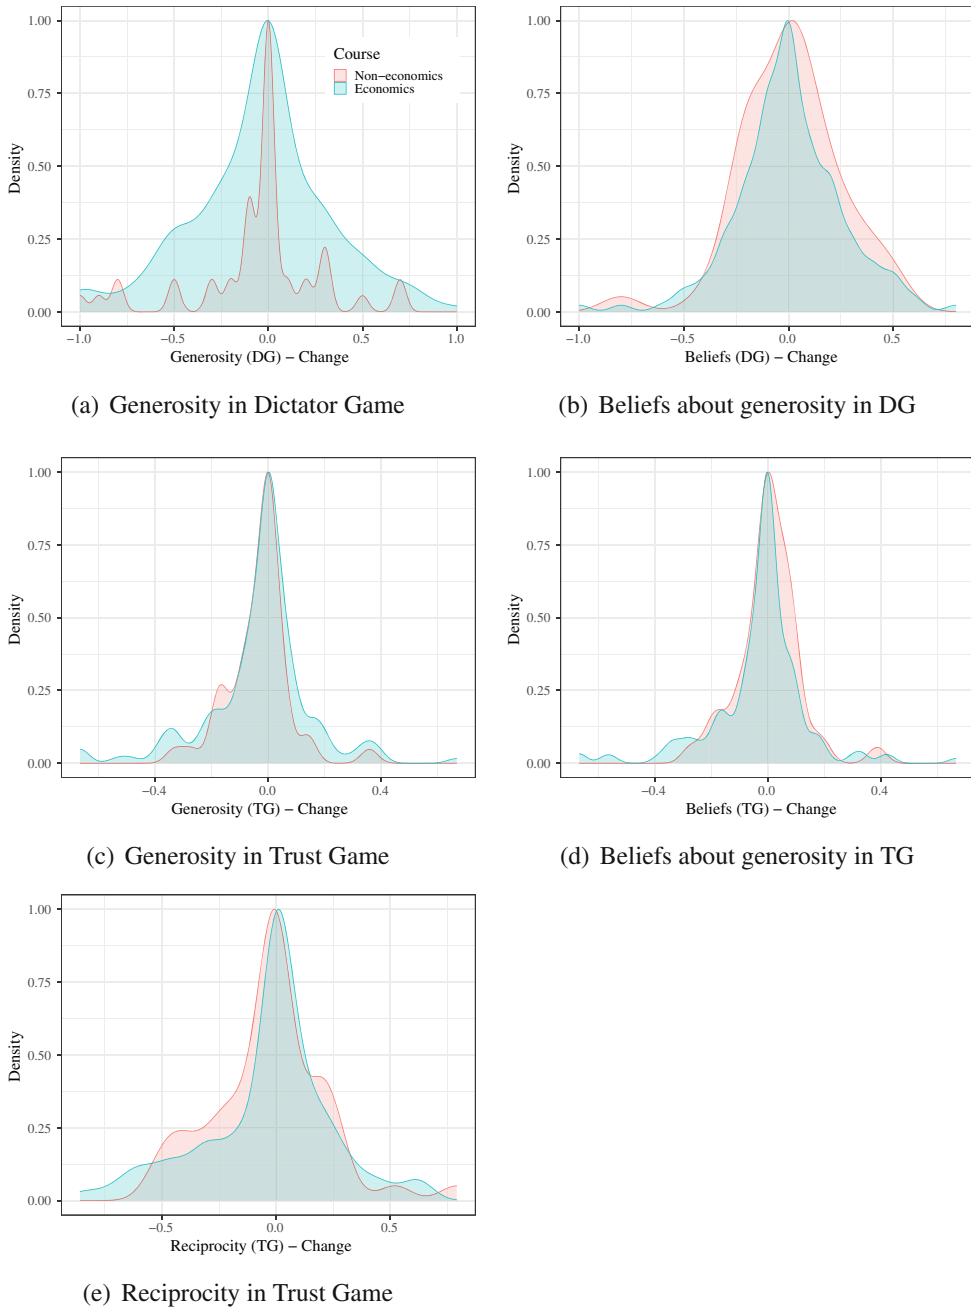 1.00
0.75
0.50
0.25
0.00
Density
Course
Non−economics
Economics
−1.0
−0.5
0.0
0.5
1.0
Generosity (DG) − Change
(a) Generosity in Dictator Game
1.00
0.75
0.50
0.25
0.00
Density
−1.0
−0.5
0.0
0.5
Beliefs (DG) − Change
(b) Beliefs about generosity in DG
1.00
0.75
0.50
0.25
0.00
Density
−0.4
0.0
0.4
Generosity (TG) − Change
(c) Generosity in Trust Game
1.00
0.75
0.50
0.25
0.00
Density
−0.4
0.0
0.4
Beliefs (TG) − Change
(d) Beliefs about generosity in TG
1.00
0.75
0.50
0.25
0.00
Density
−0.5
0.0
0.5
Reciprocity (TG) − Change
(e) Reciprocity in Trust Game